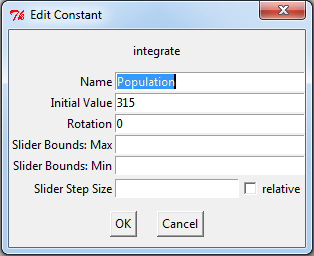 Edit Constant
integrate
Name Population
Initial Value 315
Rotation 0
Slider Bounds: Max
Slider Bounds: Min
Slider Step Size relative
OK Cancel